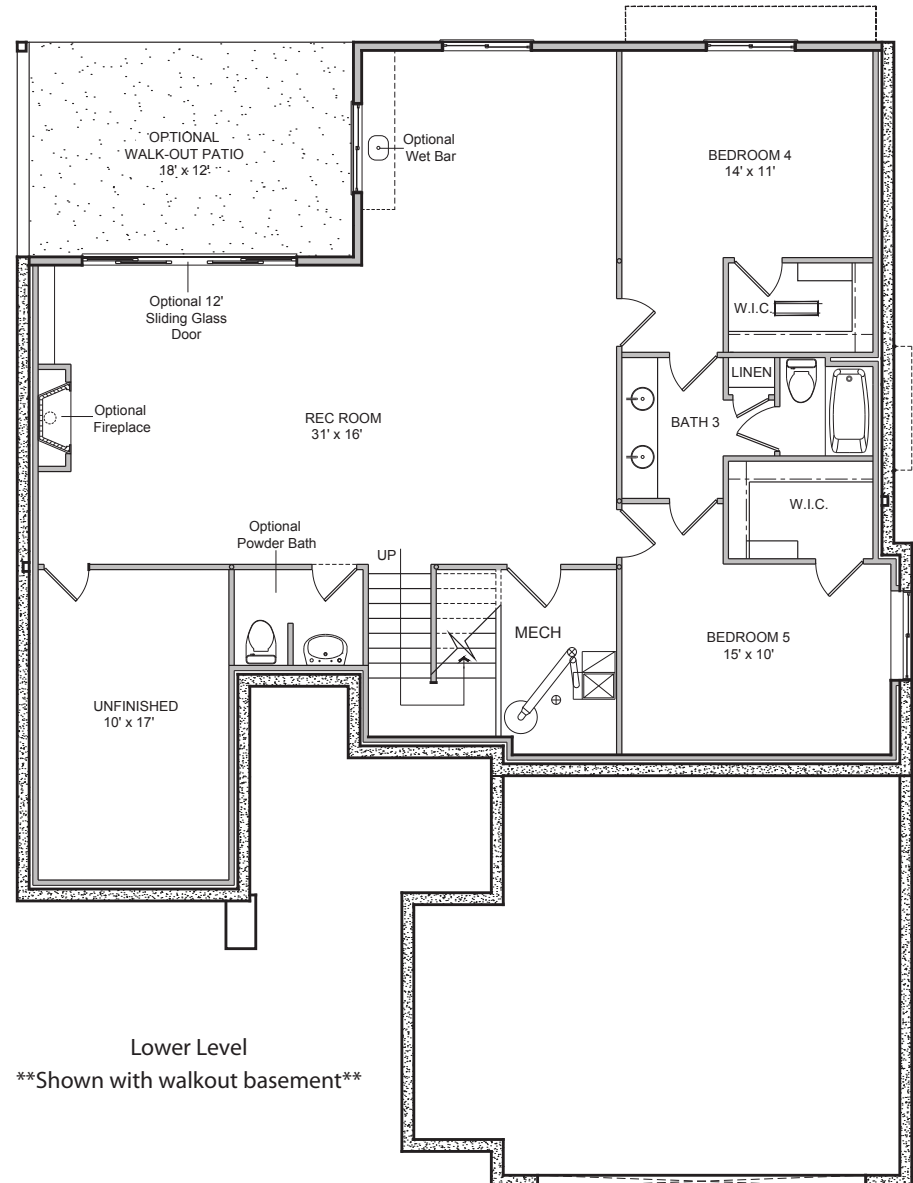 OPTIONAL
WALK-OUT PATIO
18' x 12'
Optional
Wet Bar
BEDROOM 4
14' x 11'
Optional 12'
Sliding Glass
Door
W.I.C.
LINEN
Optional
Fireplace
REC ROOM
31' x 16'
BATH 3
W.I.C.
Optional
Powder Bath
UP
MECH
BEDROOM 5
15' x 10'
UNFINISHED
10' x 17'
Lower Level
**Shown with walkout basement**